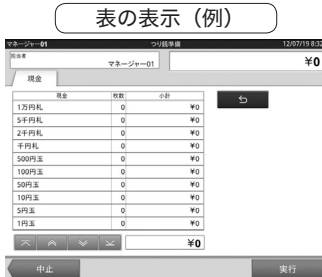 表の表示（例）
マネージャー01 つり銭準備 12/07/19 8:32
担当者
マネージャー01 ¥0
現金
現金 枚数 小計
1万円札 0 ¥0
5千円札 0 ¥0
2千円札 0 ¥0
千円札 0 ¥0
500円玉 0 ¥0
100円玉 0 ¥0
50円玉 0 ¥0
10円玉 0 ¥0
5円玉 0 ¥0
1円玉 0 ¥0
¥0
中止 実行